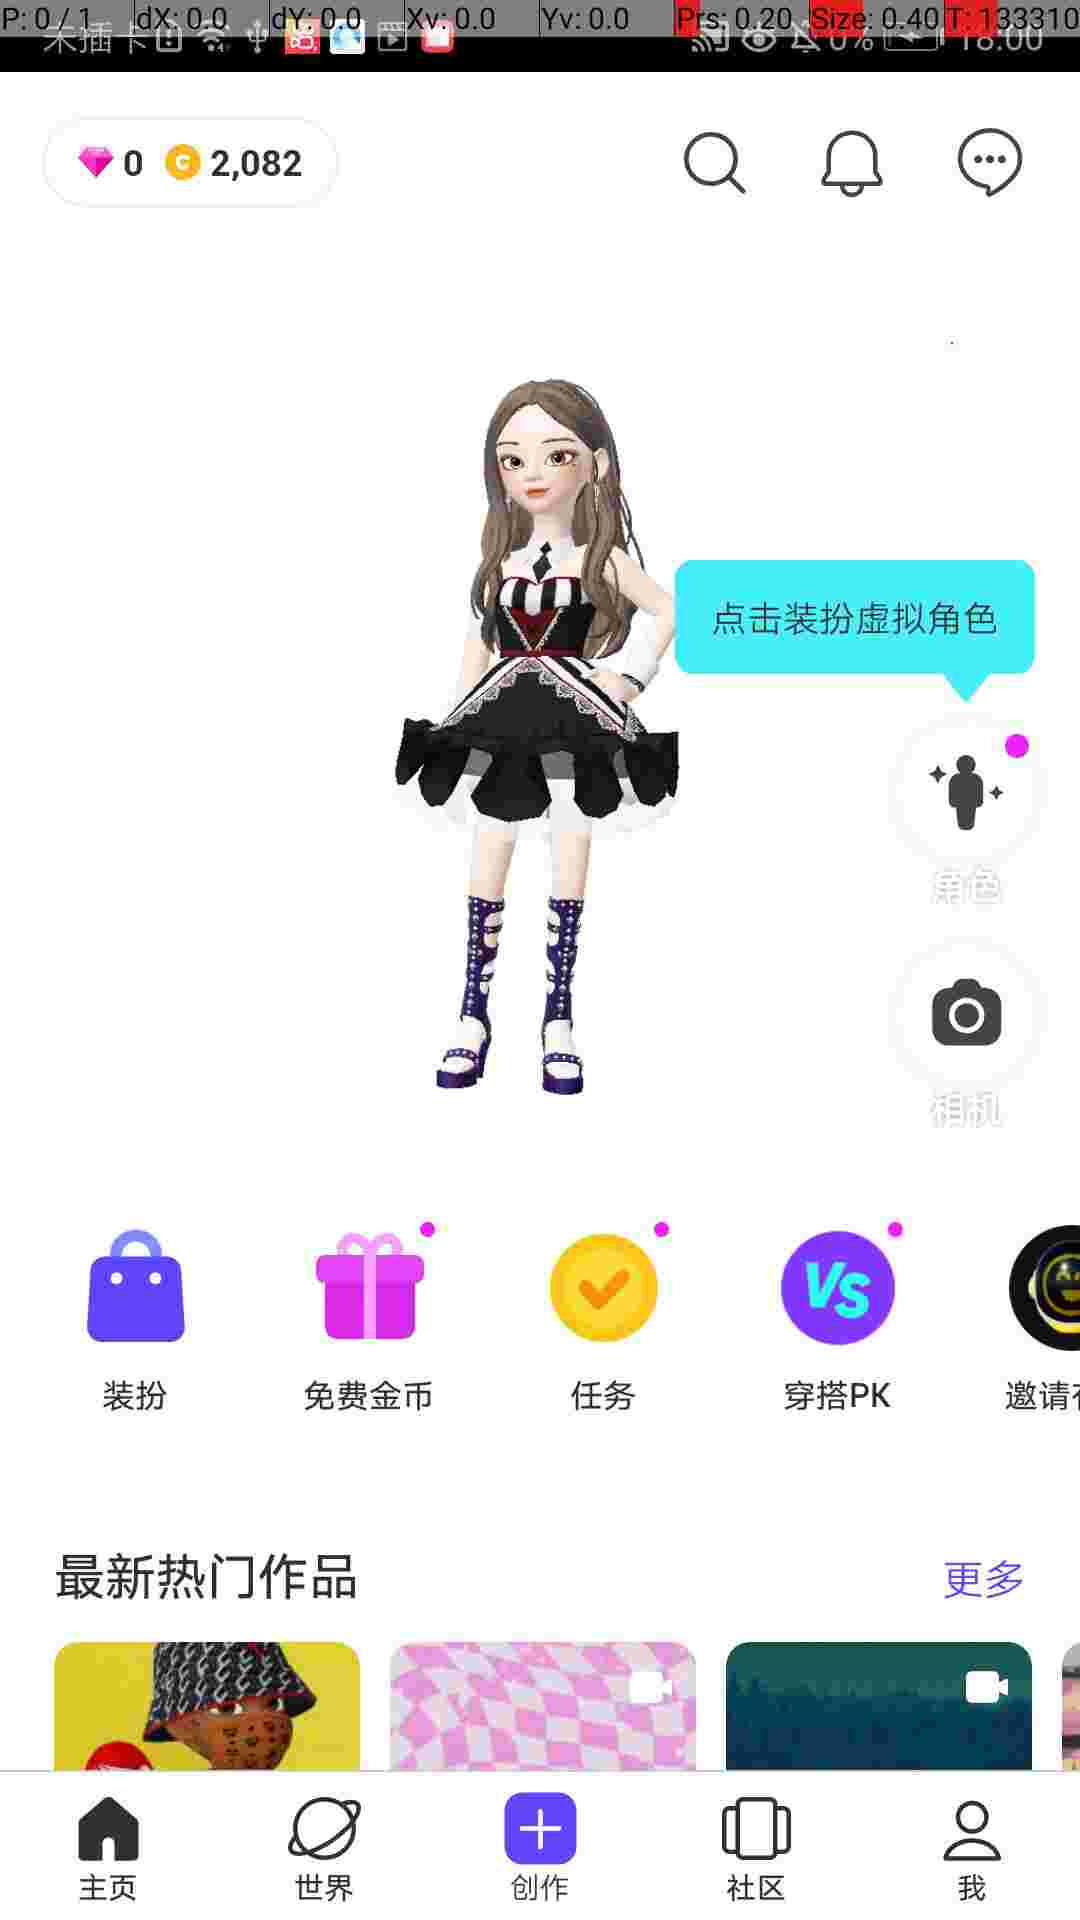 P: 0 / 1 dX: 0.0 dY: 0.0 Xv: 0.0 Yv: 0.0 Prs: 0.20 Size: 0.40 T: 133310
未插卡 0% 18:00
0 2,082
点击装扮虚拟角色
角色
相机
VS
装扮 免费金币 任务 穿搭PK 邀请
最新热门作品 更多
主页 世界 创作 社区 我